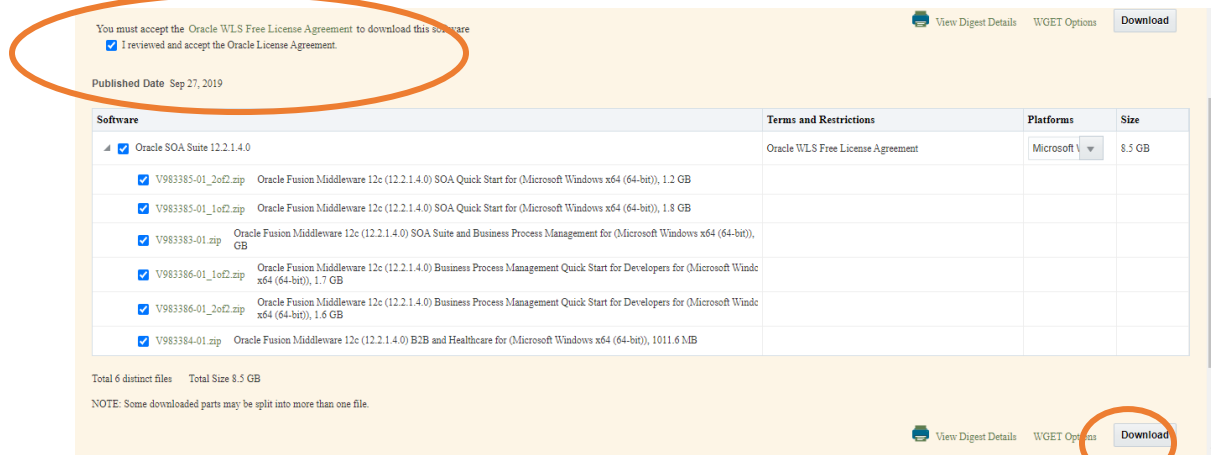 View Digest Details WGET Options Download
You must accept the Oracle WLS Free License Agreement to download this software
I reviewed and accept the Oracle License Agreement.
Published Date Sep 27, 2019
Software Terms and Restrictions Platforms Size
Oracle SOA Suite 12.2.1.4.0 Oracle WLS Free License Agreement Microsoft 8.5 GB
V983385-01_2of2.zip Oracle Fusion Middleware 12c (12.2.1.4.0) SOA Quick Start for (Microsoft Windows x64 (64-bit)), 1.2 GB
V983385-01_1of2.zip Oracle Fusion Middleware 12c (12.2.1.4.0) SOA Quick Start for (Microsoft Windows x64 (64-bit)), 1.8 GB
V983383-01.zip Oracle Fusion Middleware 12c (12.2.1.4.0) SOA Suite and Business Process Management for (Microsoft Windows x64 (64-bit)),
GB
V983386-01_1of2.zip Oracle Fusion Middleware 12c (12.2.1.4.0) Business Process Management Quick Start for Developers for (Microsoft Windo
x64 (64-bit)), 1.7 GB
V983386-01_2of2.zip Oracle Fusion Middleware 12c (12.2.1.4.0) Business Process Management Quick Start for Developers for (Microsoft Windo
x64 (64-bit)), 1.6 GB
V983384-01.zip Oracle Fusion Middleware 12c (12.2.1.4.0) B2B and Healthcare for (Microsoft Windows x64 (64-bit)), 1011.6 MB
Total 6 distinct files Total Size 8.5 GB
NOTE: Some downloaded parts may be split into more than one file.
View Digest Details WGET Options Download